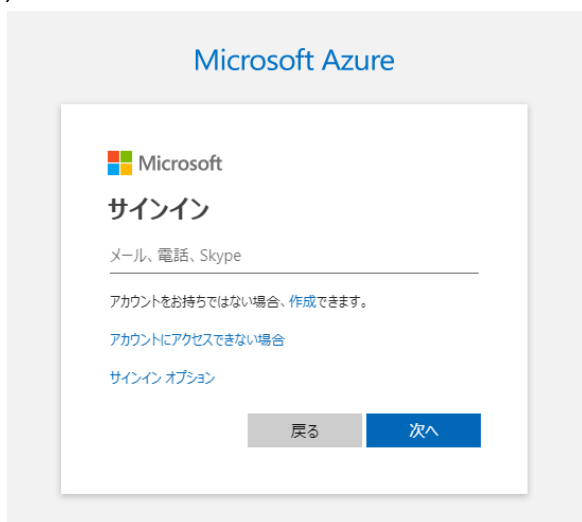 Microsoft Azure
Microsoft
サインイン
メール、電話、Skype
アカウントをお持ちではない場合、作成できます。
アカウントにアクセスできない場合
サインイン オプション
戻る
次へ